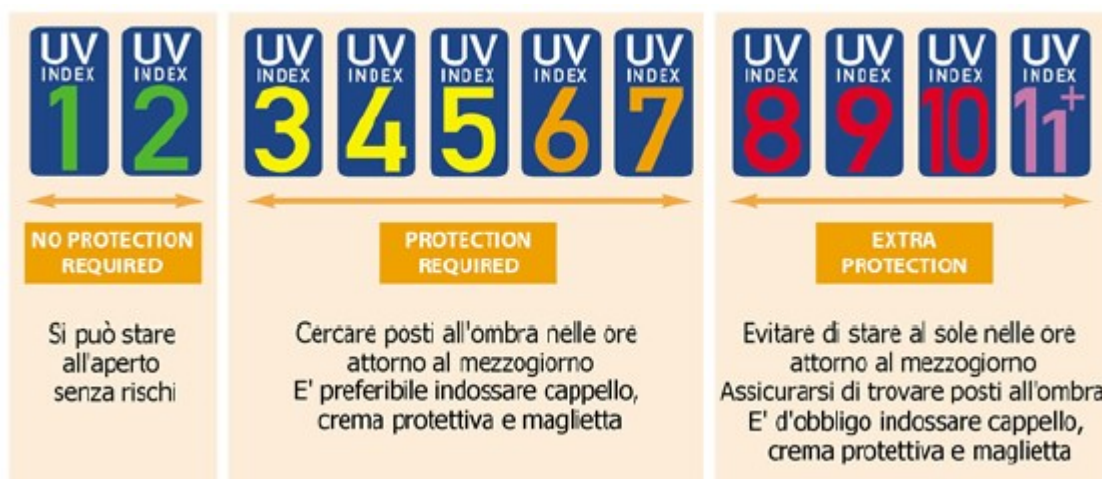 UV
INDEX
1
UV
INDEX
2
NO PROTECTION
REQUIRED
Si può stare
all'aperto
senza rischi
UV
INDEX
3
UV
INDEX
4
UV
INDEX
5
UV
INDEX
6
UV
INDEX
7
PROTECTION
REQUIRED
Cercare posti all'ombra nelle ore
attorno al mezzogiorno
E' preferibile indossare cappello,
crema protettiva e maglietta
UV
INDEX
8
UV
INDEX
9
UV
INDEX
10
UV
INDEX
11+
EXTRA
PROTECTION
Evitare di stare al sole nelle ore
attorno al mezzogiorno
Assicurarsi di trovare posti all'ombra
E' d'obbligo indossare cappello,
crema protettiva e maglietta